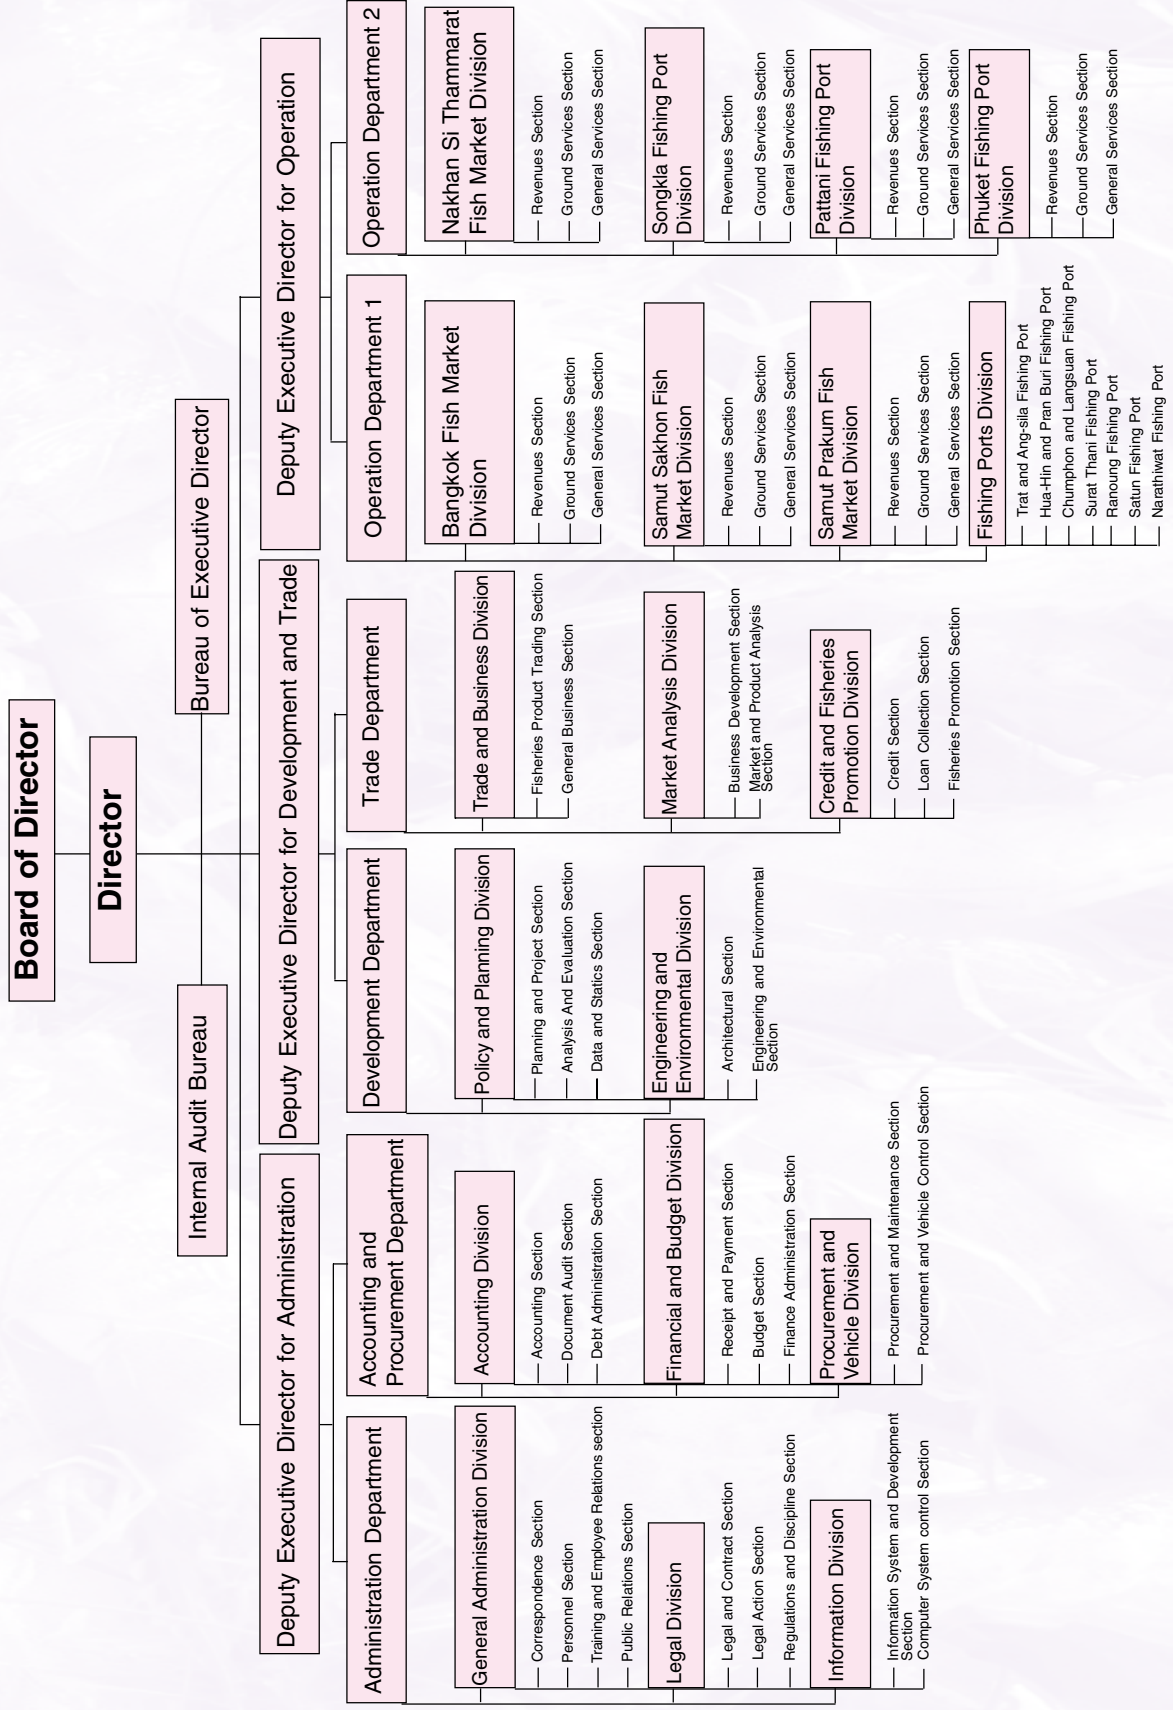 Board of Director
Director
Internal Audit Bureau
Bureau of Executive Director
Deputy Executive Director for Administration
Deputy Executive Director for Development and Trade
Deputy Executive Director for Operation
Administration Department
General Administration Division
Correspondence Section
Personnel Section
Training and Employee Relations section
Public Relations Section
Legal Division
Legal and Contract Section
Legal Action Section
Regulations and Discipline Section
Information Division
Information System and Development
Section
Computer System control Section
Accounting and
Procurement Department
Accounting Division
Accounting Section
Document Audit Section
Debt Administration Section
Financial and Budget Division
Receipt and Payment Section
Budget Section
Finance Administration Section
Procurement and
Vehicle Division
Procurement and Maintenance Section
Procurement and Vehicle Control Section
Development Department
Policy and Planning Division
Planning and Project Section
Analysis And Evaluation Section
Data and Statics Section
Engineering and
Environmental Division
Architectural Section
Engineering and Environmental
Section
Trade Department
Trade and Business Division
Fisheries Product Trading Section
General Business Section
Market Analysis Division
Business Development Section
Market and Product Analysis
Section
Credit and Fisheries
Promotion Division
Credit Section
Loan Collection Section
Fisheries Promotion Section
Operation Department 1
Bangkok Fish Market
Division
Revenues Section
Ground Services Section
General Services Section
Samut Sakhon Fish
Market Division
Revenues Section
Ground Services Section
General Services Section
Samut Prakum Fish
Market Division
Revenues Section
Ground Services Section
General Services Section
Fishing Ports Division
Trat and Ang-sila Fishing Port
Hua-Hin and Pran Buri Fishing Port
Chumphon and Langsuan Fishing Port
Surat Thani Fishing Port
Ranoung Fishing Port
Satun Fishing Port
Narathiwat Fishing Port
Operation Department 2
Nakhan Si Thammarat
Fish Market Division
Revenues Section
Ground Services Section
General Services Section
Songkla Fishing Port
Division
Revenues Section
Ground Services Section
General Services Section
Pattani Fishing Port
Division
Revenues Section
Ground Services Section
General Services Section
Phuket Fishing Port
Division
Revenues Section
Ground Services Section
General Services Section